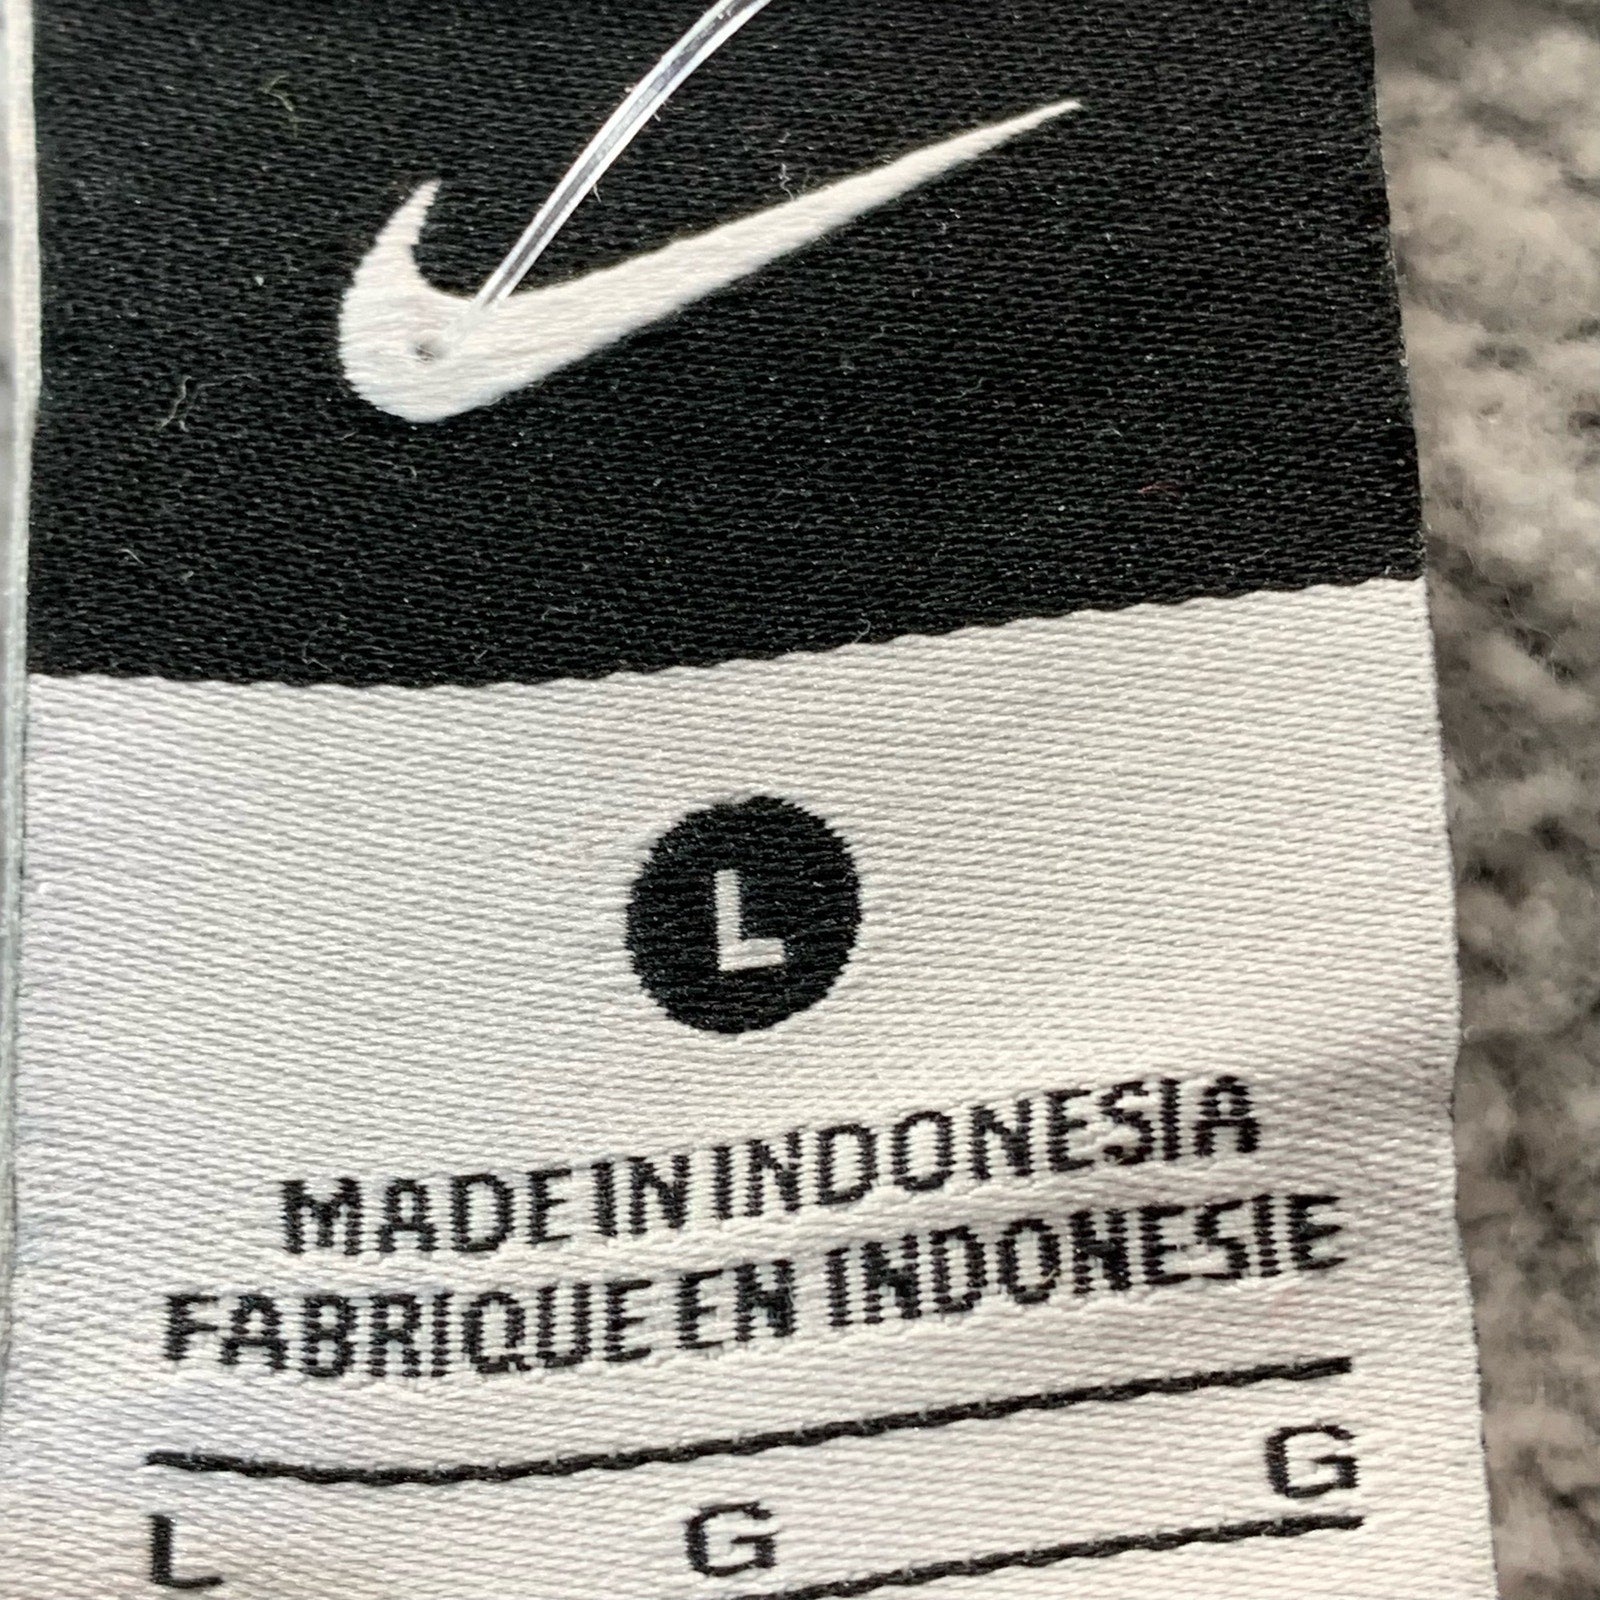 L
MADE IN INDONESIA
FABRIQUE EN INDONESIE
L G G